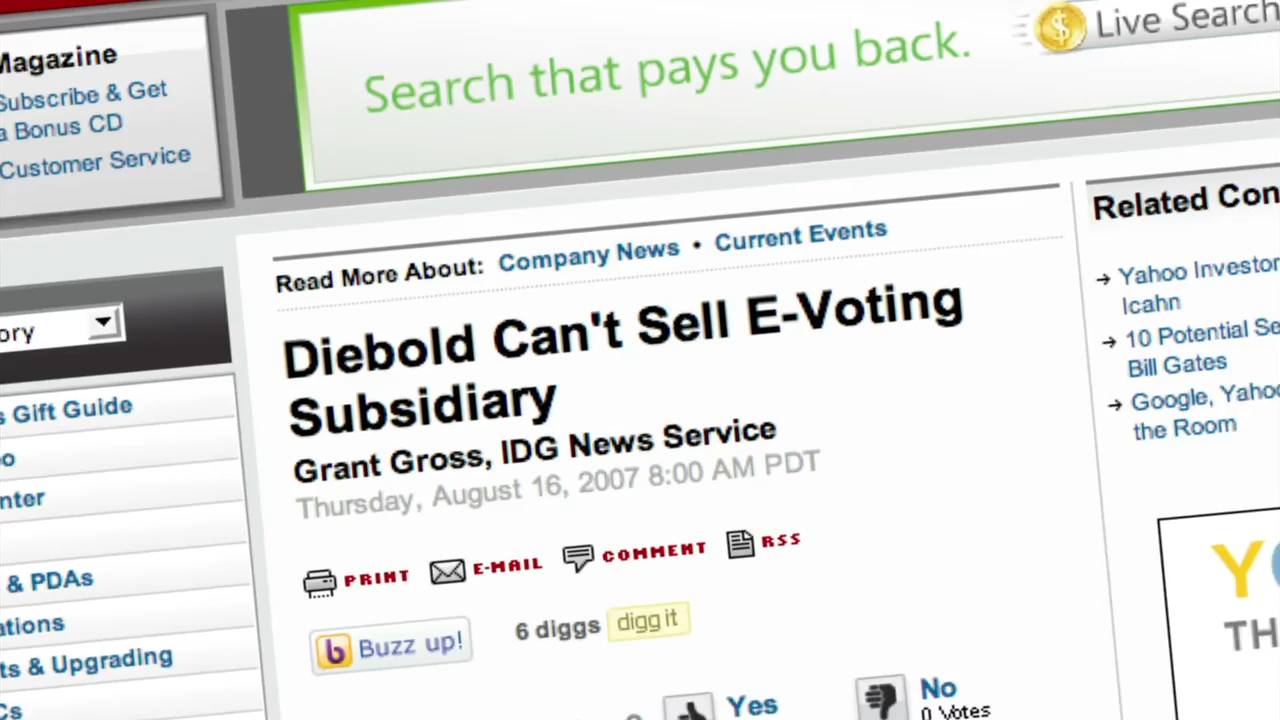 Magazine
Subscribe & Get
a Bonus CD
Customer Service
Search that pays you back.
Live Search
Read More About: Company News • Current Events
Diebold Can't Sell E-Voting
Subsidiary
Grant Gross, IDG News Service
Thursday, August 16, 2007 8:00 AM PDT
PRINT E-MAIL COMMENT RSS
Buzz up! 6 diggs digg it
Yes
No
0 Votes
Related Con
Yahoo Investor
Icahn
10 Potential Se
Bill Gates
Google, Yahoo
the Room
Y
TH
ory
s Gift Guide
o
nter
& PDAs
ations
ts & Upgrading
Cs